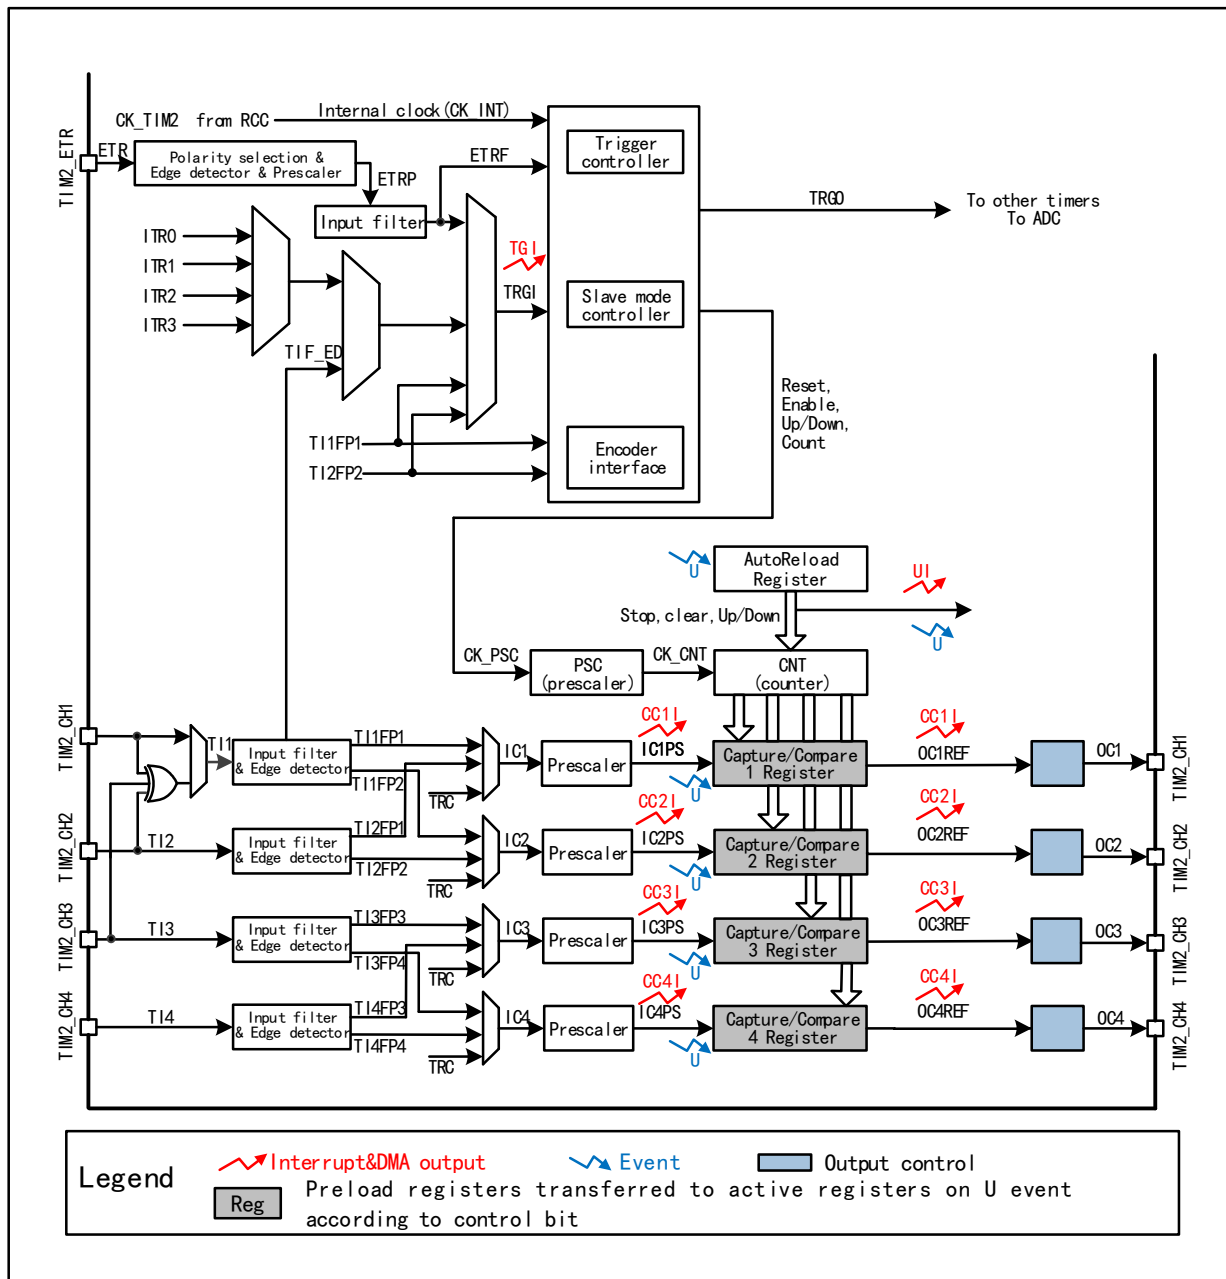 CK_TIM2 from RCC
Internal clock(CK INT)
TIM2_ETR
ETR
Polarity selection &
Edge detector & Prescaler
ETRP
Input filter
ETRF
Trigger
controller
TRGO
To other timers
To ADC
ITR0
ITR1
ITR2
ITR3
TGI
TRGI
Slave mode
controller
TIF_ED
Reset,
Enable,
Up/Down,
Count
TI1FP1
TI2FP2
Encoder
interface
U
AutoReload
Register
UI
Stop, clear, Up/Down
U
CK_PSC
PSC
(prescaler)
CK_CNT
CNT
(counter)
TIM2_CH1
TI1
Input filter
& Edge detector
TI1FP1
TI1FP2
TRC
IC1
Prescaler
CC1I
IC1PS
U
Capture/Compare
1 Register
CC1I
OC1REF
OC1
TIM2_CH1
TIM2_CH2
TI2
Input filter
& Edge detector
TI2FP1
TI2FP2
TRC
IC2
Prescaler
CC2I
IC2PS
U
Capture/Compare
2 Register
CC2I
OC2REF
OC2
TIM2_CH2
TIM2_CH3
TI3
Input filter
& Edge detector
TI3FP3
TI3FP4
TRC
IC3
Prescaler
CC3I
IC3PS
U
Capture/Compare
3 Register
CC3I
OC3REF
OC3
TIM2_CH3
TIM2_CH4
TI4
Input filter
& Edge detector
TI4FP3
TI4FP4
TRC
IC4
Prescaler
CC4I
IC4PS
U
Capture/Compare
4 Register
CC4I
OC4REF
OC4
TIM2_CH4
Legend
Interrupt&DMA output
Event
Output control
Reg
Preload registers transferred to active registers on U event
according to control bit